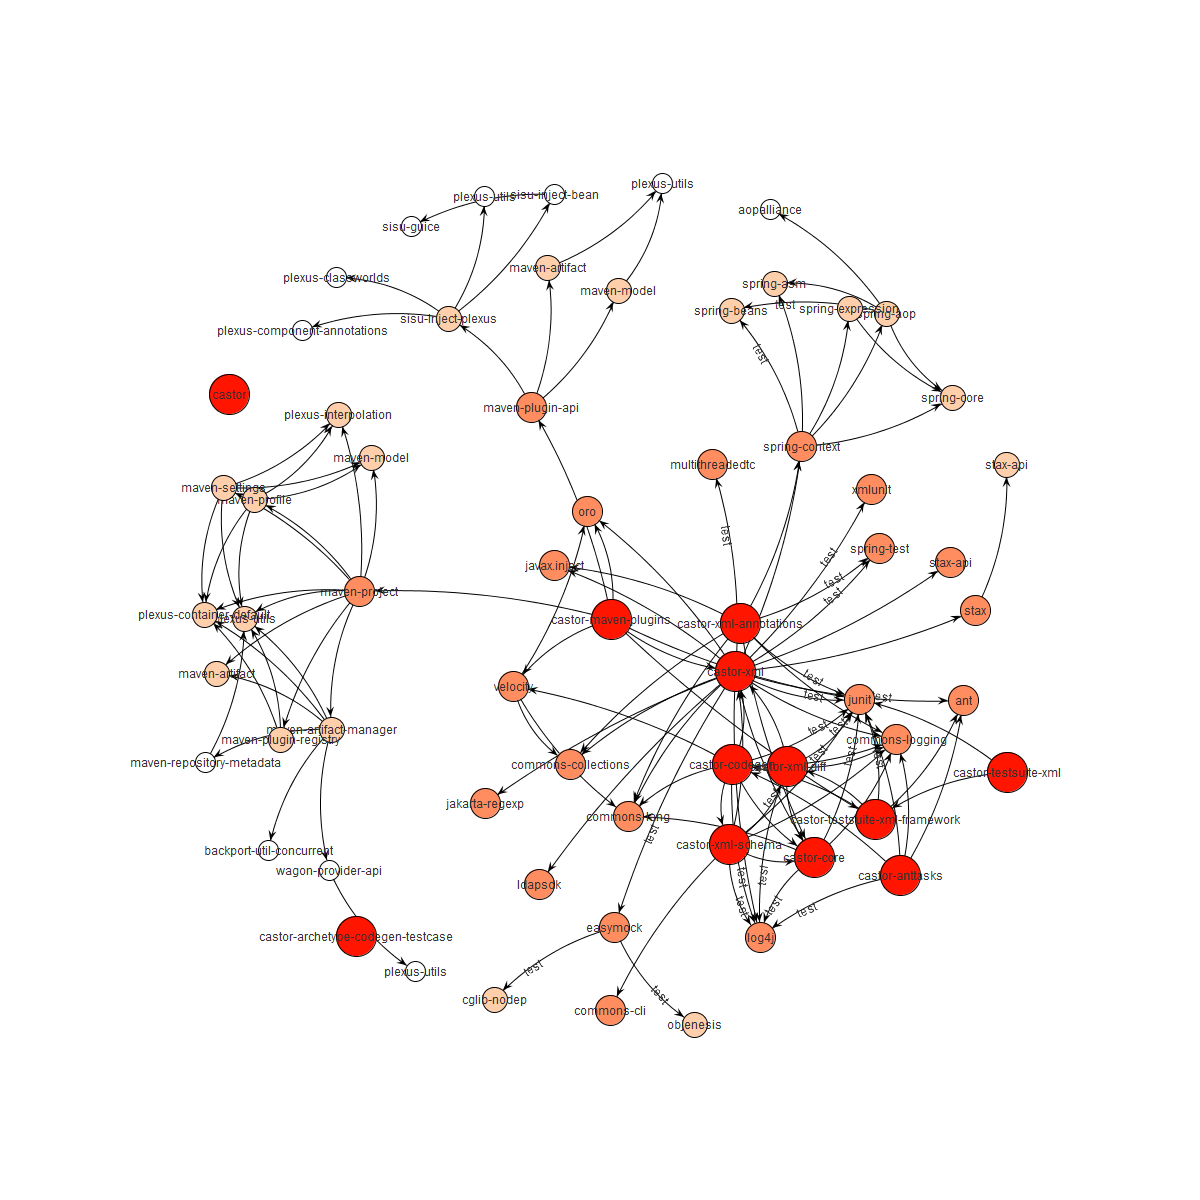 plexus-utils
plexus-utils
sisu-inject-bean
aopalliance
sisu-guice
maven-artifact
plexus-classworlds
spring-asm
maven-model
test
spring-beans
spring-expression
spring-aop
sisu-inject-plexus
plexus-component-annotations
test
castor
spring-core
maven-plugin-api
plexus-interpolation
spring-context
maven-model
multithreadedtc
stax-api
maven-settings
maven-profile
xmlunit
oro
test
spring-test
test
javax.inject
stax-api
test
maven-project
test
plexus-container-default
plexus-utils
castor-maven-plugins
castor-xml-annotations
stax
maven-artifact
castor-xml
test
velocity
test
junit
test
ant
maven-artifact-manager
maven-plugin-registry
test
test
commons-logging
maven-repository-metadata
commons-collections
castor-codegen
castor-xml-diff
test
test
test
castor-testsuite-xml
jakarta-regexp
test
commons-lang
castor-testsuite-xml-framework
test
castor-xml-schema
backport-util-concurrent
castor-core
wagon-provider-api
ldapsdk
test
test
castor-anttasks
test
test
test
castor-archetype-codegen-testcase
easymock
log4j
plexus-utils
test
cglib-nodep
test
commons-cli
objenesis